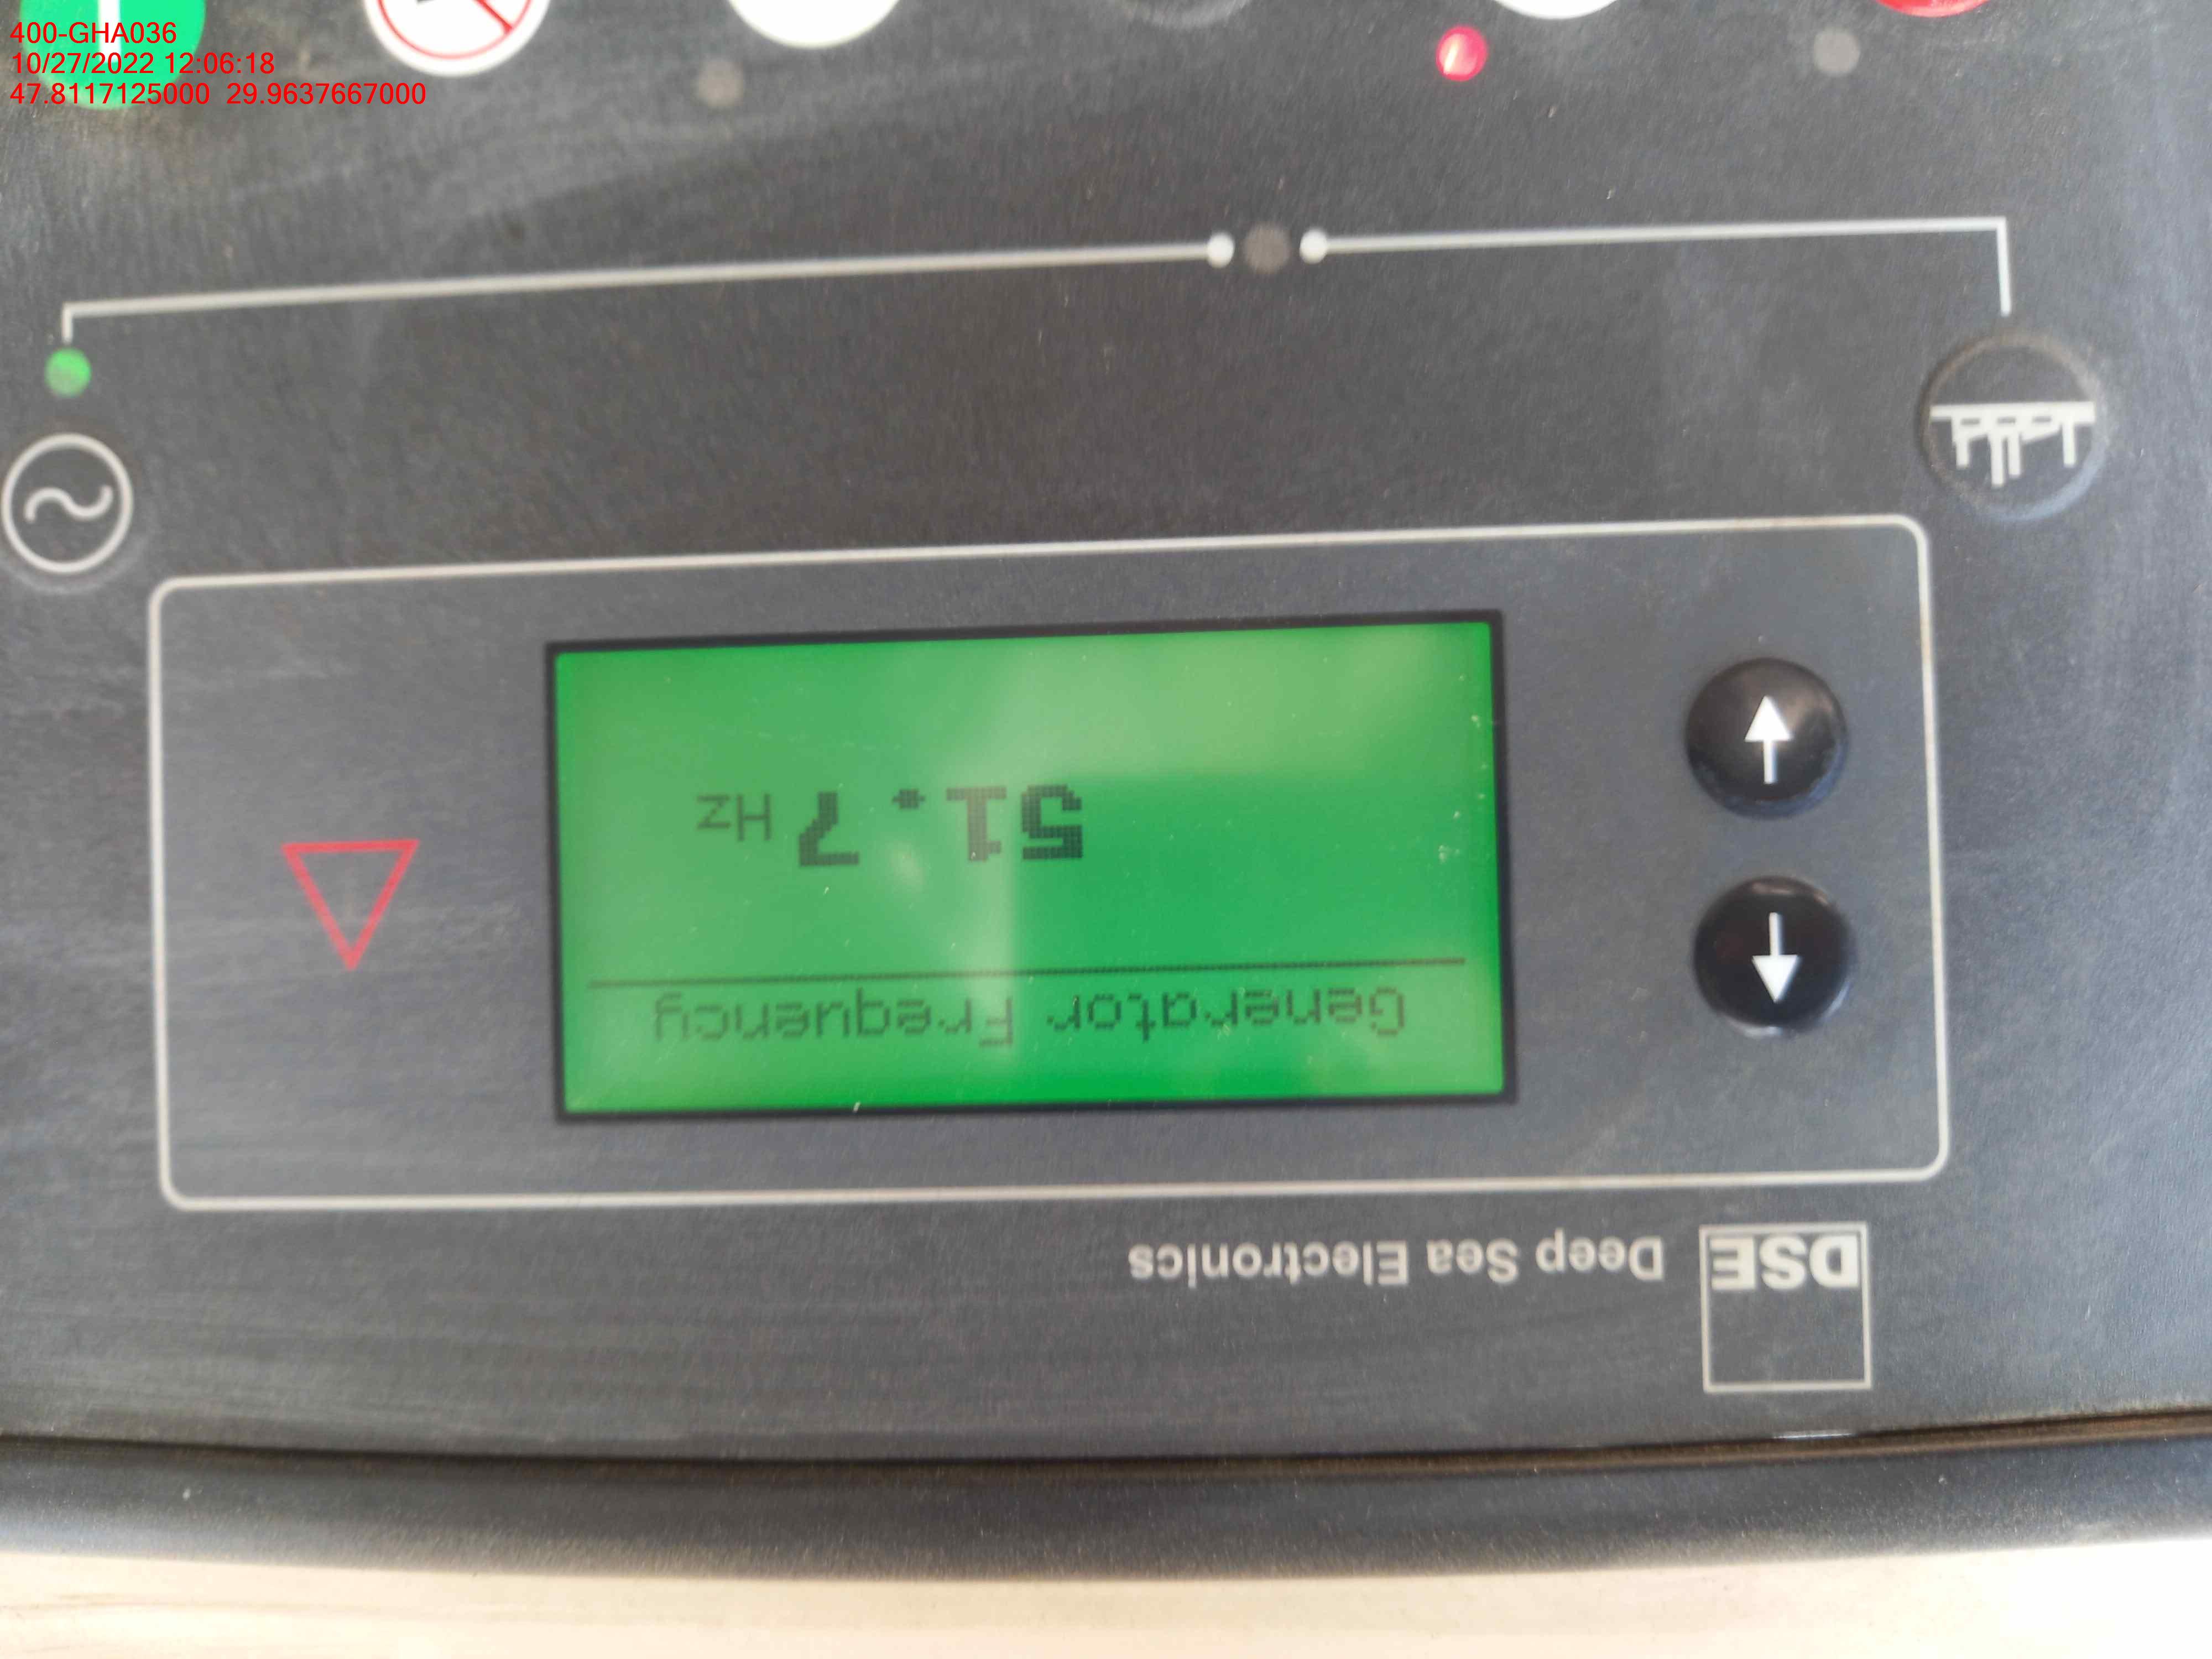 400-GHA036
10/27/2022 12:06:18
47.8117125000 29.9637667000
DSE Deep Sea Electronics
Generator Frequency
51.7 Hz